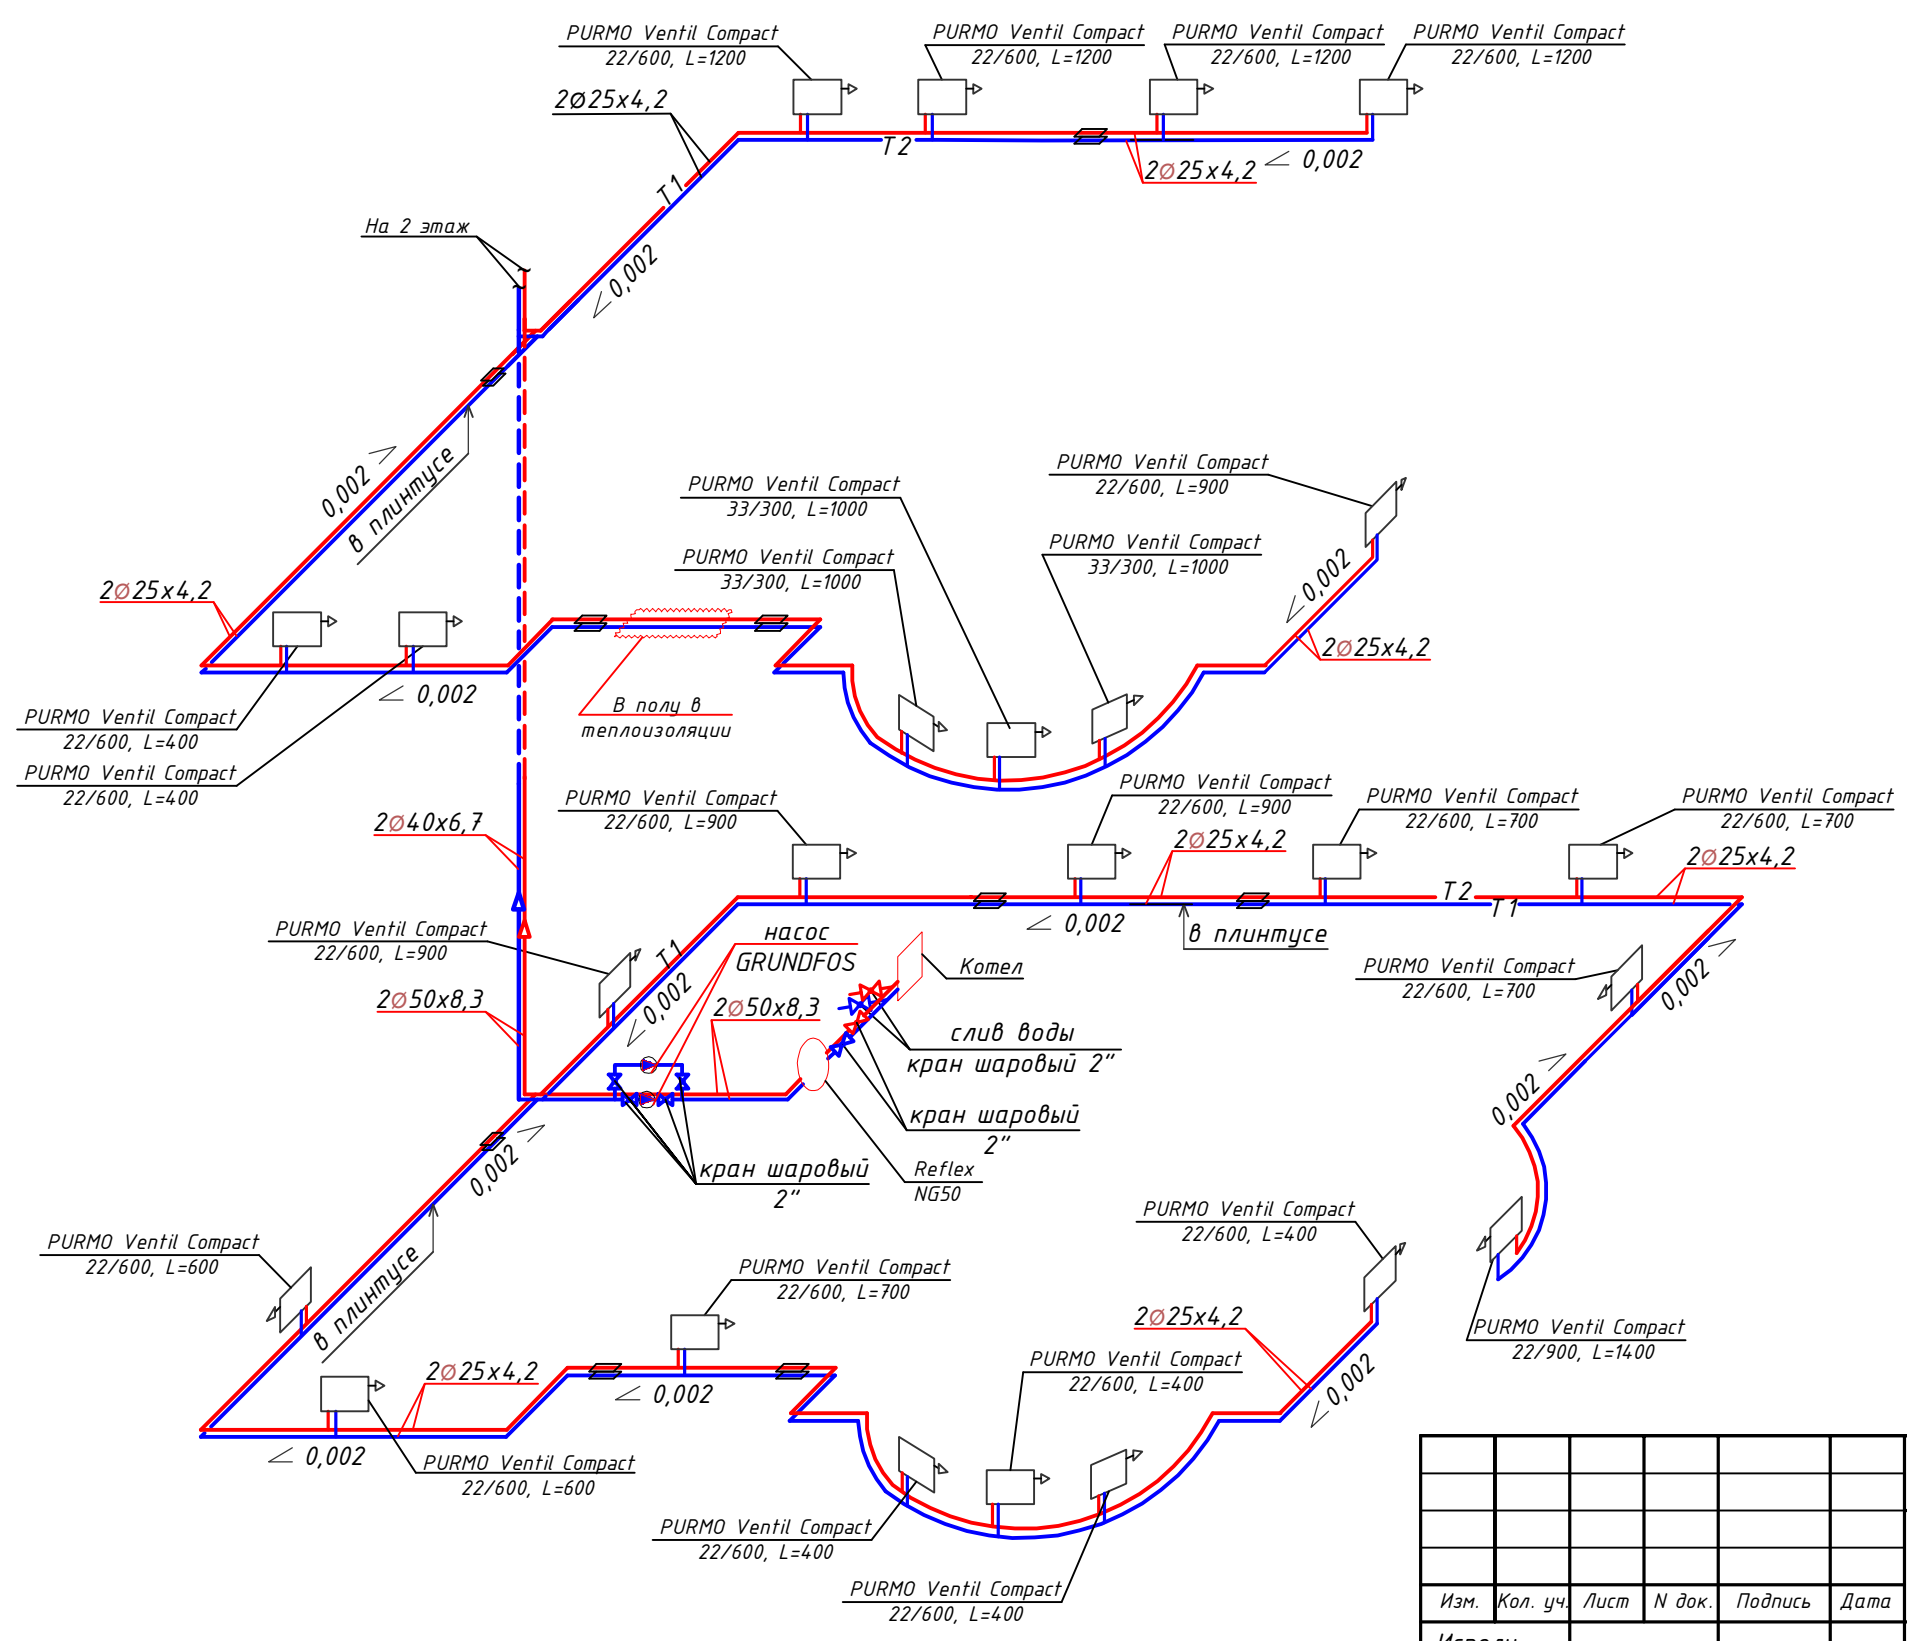 PURMO Ventil Compact
22/600, L=1200
PURMO Ventil Compact
22/600, L=1200
PURMO Ventil Compact
22/600, L=1200
PURMO Ventil Compact
22/600, L=1200
2Ø25x4,2
T2
2Ø25x4,2
0,002
T1
На 2 этаж
0,002
0,002
в плинтусе
PURMO Ventil Compact
22/600, L=900
PURMO Ventil Compact
33/300, L=1000
PURMO Ventil Compact
33/300, L=1000
PURMO Ventil Compact
33/300, L=1000
0,002
2Ø25x4,2
2Ø25x4,2
0,002
В полу в
теплоизоляции
PURMO Ventil Compact
22/600, L=400
PURMO Ventil Compact
22/600, L=400
PURMO Ventil Compact
22/600, L=900
PURMO Ventil Compact
22/600, L=900
PURMO Ventil Compact
22/600, L=700
PURMO Ventil Compact
22/600, L=700
2Ø40x6,7
2Ø25x4,2
2Ø25x4,2
T2
T1
0,002
в плинтусе
PURMO Ventil Compact
22/600, L=900
T1
0,002
насос
GRUNDFOS
Котел
PURMO Ventil Compact
22/600, L=700
0,002
2Ø50x8,3
2Ø50x8,3
слив воды
кран шаровый 2"
0,002
кран шаровый
2"
кран шаровый
2"
Reflex
NG50
0,002
PURMO Ventil Compact
22/600, L=600
в плинтусе
PURMO Ventil Compact
22/600, L=700
PURMO Ventil Compact
22/600, L=400
2Ø25x4,2
PURMO Ventil Compact
22/900, L=1400
2Ø25x4,2
0,002
PURMO Ventil Compact
22/600, L=400
0,002
0,002
PURMO Ventil Compact
22/600, L=600
PURMO Ventil Compact
22/600, L=400
PURMO Ventil Compact
22/600, L=400
Изм. Кол. уч. Лист N док. Подпись Дата